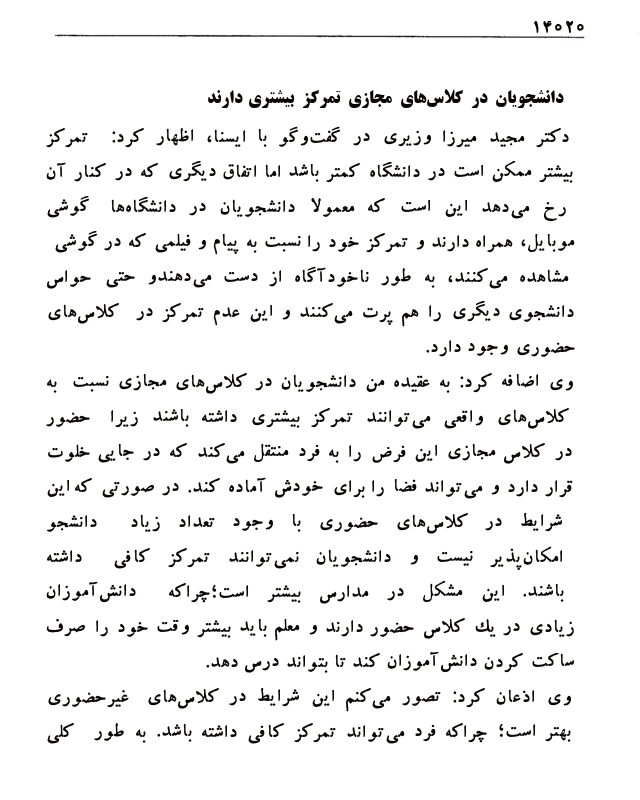 ۱۴۰۲۰
دانشجویان در کلاس‌های مجازی تمرکز بیشتری دارند
دکتر مجید میرزا وزیری در گفت‌وگو با ایسنا، اظهار کرد: تمرکز
بیشتر ممکن است در دانشگاه کمتر باشد اما اتفاق دیگری که در کنار آن
رخ می‌دهد این است که معمولا دانشجویان در دانشگاه‌ها گوشی
موبایل، همراه دارند و تمرکز خود را نسبت به پیام و فیلمی که در گوشی
مشاهده می‌کنند، به طور ناخودآگاه از دست می‌دهندو حتی حواس
دانشجوی دیگری را هم پرت می‌کنند و این عدم تمرکز در کلاس‌های
حضوری وجود دارد.
وی اضافه کرد: به عقیده من دانشجویان در کلاس‌های مجازی نسبت به
کلاس‌های واقعی می‌توانند تمرکز بیشتری داشته باشند زیرا حضور
در کلاس مجازی این فرض را به فرد منتقل می‌کند که در جایی خلوت
قرار دارد و می‌تواند فضا را برای خودش آماده کند. در صورتی که این
شرایط در کلاس‌های حضوری با وجود تعداد زیاد دانشجو
امکان‌پذیر نیست و دانشجویان نمی‌توانند تمرکز کافی داشته
باشند. این مشکل در مدارس بیشتر است؛چراکه دانش‌آموزان
زیادی در یك کلاس حضور دارند و معلم باید بیشتر وقت خود را صرف
ساکت کردن دانش‌آموزان کند تا بتواند درس دهد.
وی اذعان کرد: تصور می‌کنم این شرایط در کلاس‌های غیرحضوری
بهتر است؛ چراکه فرد می‌تواند تمرکز کافی داشته باشد. به طور کلی